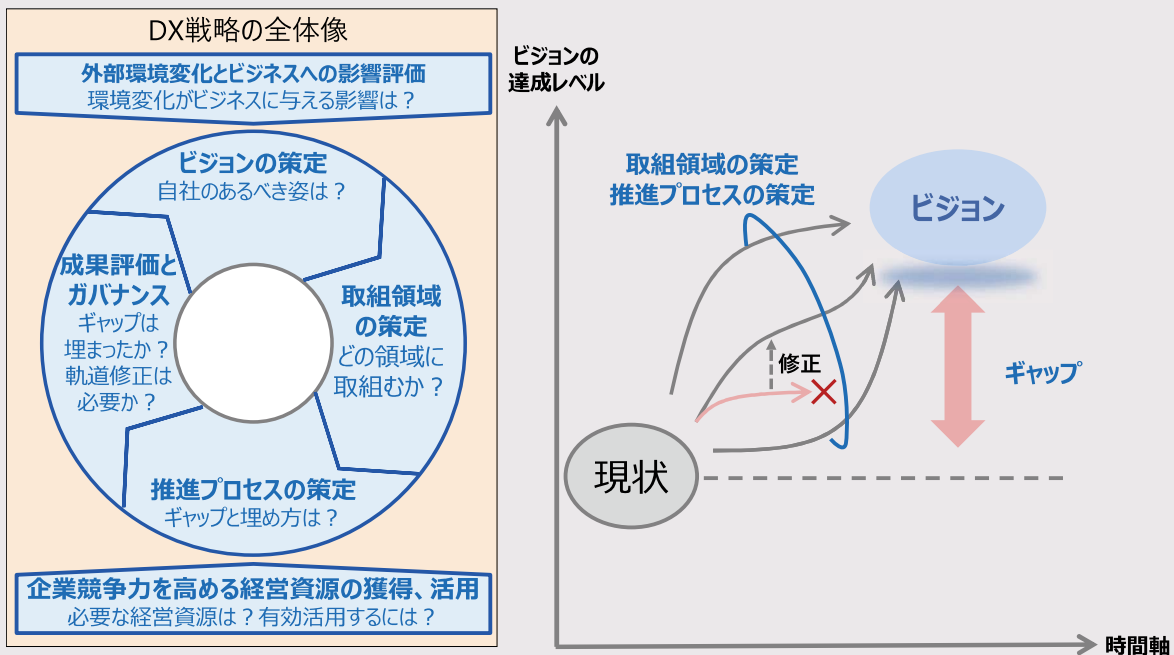 DX戦略の全体像
外部環境変化とビジネスへの影響評価
環境変化がビジネスに与える影響は？
ビジョンの策定
自社のあるべき姿は？
取組領域
の策定
どの領域に
取組むか？
推進プロセスの策定
ギャップと埋め方は？
成果評価と
ガバナンス
ギャップは
埋まったか？
軌道修正は
必要か？
企業競争力を高める経営資源の獲得、活用
必要な経営資源は？有効活用するには？
ビジョンの
達成レベル
取組領域の策定
推進プロセスの策定
ビジョン
修正
ギャップ
現状
時間軸